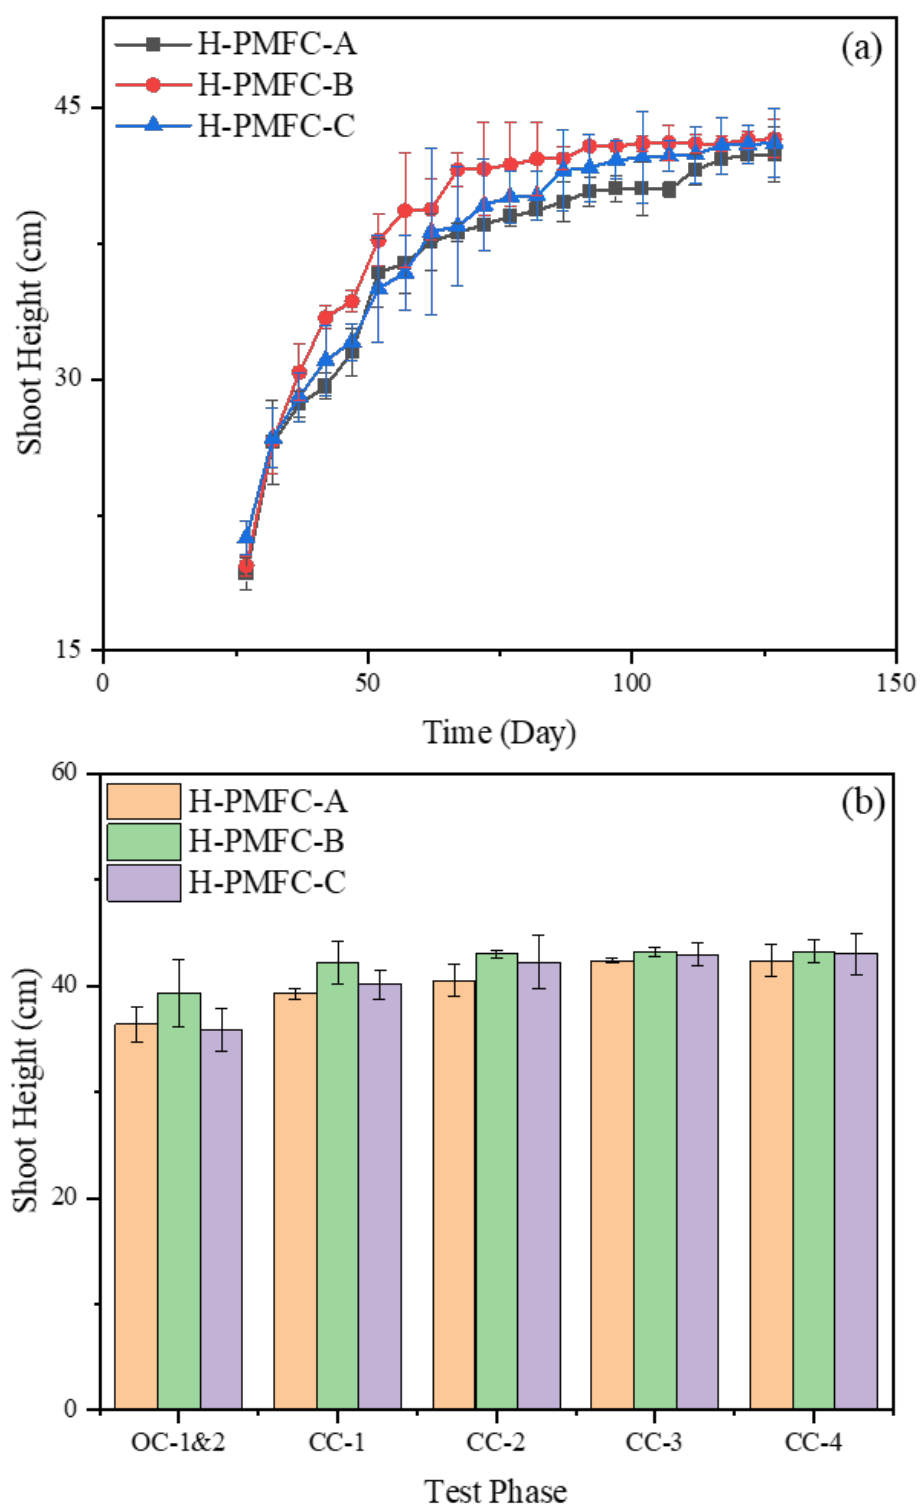 H-PMFC-A
(a)
H-PMFC-B
H-PMFC-C
45
30
15
Shoot Height (cm)
0
50
100
150
Time (Day)
60
H-PMFC-A
(b)
H-PMFC-B
H-PMFC-C
40
20
0
Shoot Height (cm)
OC-1&2
CC-1
CC-2
CC-3
CC-4
Test Phase